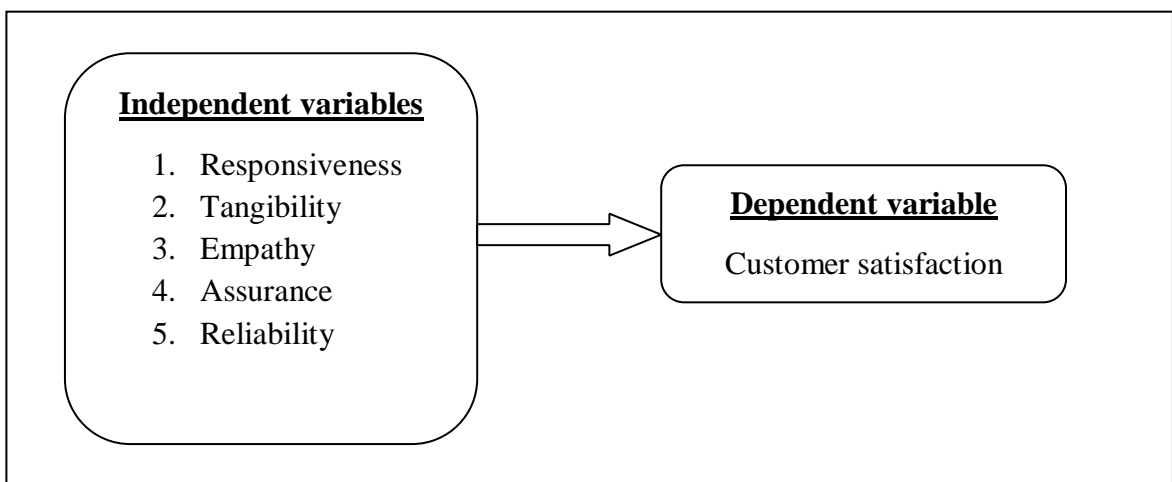 Independent variables
1. Responsiveness
2. Tangibility
3. Empathy
4. Assurance
5. Reliability
Dependent variable
Customer satisfaction